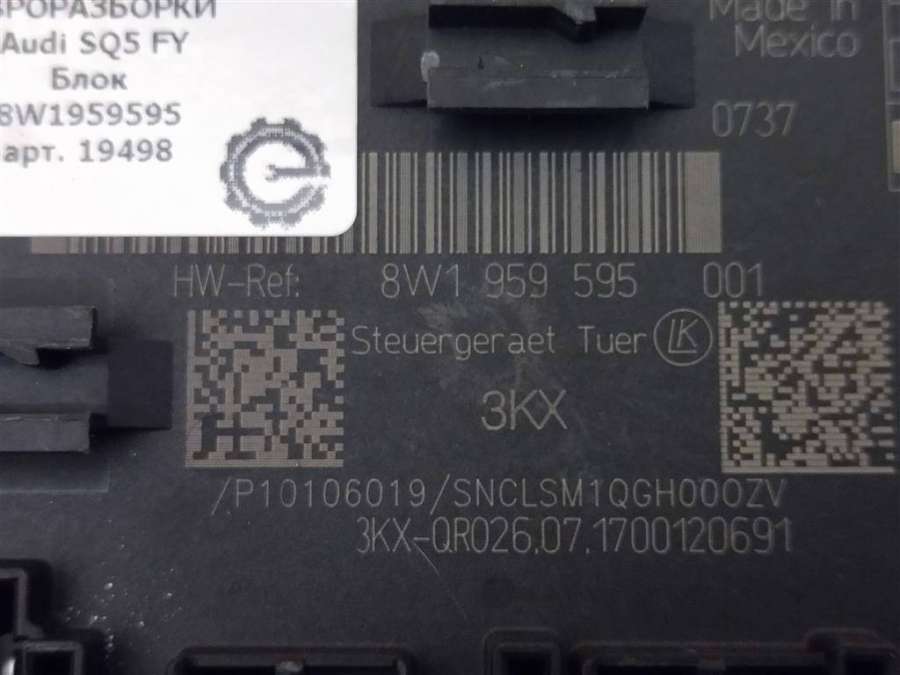 ВРОРАЗБОРКИ
Audi SQ5 FY
Блок
8W1959595
арт. 19498
Made in
Mexico
0737
HW-Ref: 8W1 959 595 001
Steuergeraet Tuer LK
3KX
/P10106019/SNCLSM1QGH000ZV
3KX-QR026.07.1700120691